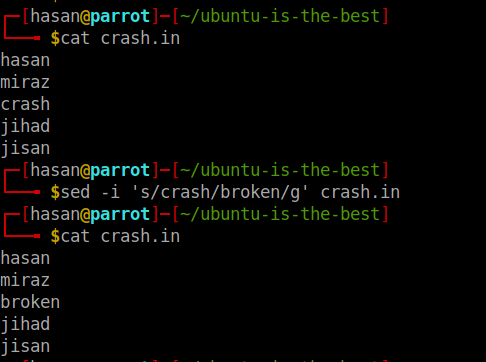 ┌─[hasan@parrot]─[~/ubuntu-is-the-best]
└──╼ $cat crash.in
hasan
miraz
crash
jihad
jisan
┌─[hasan@parrot]─[~/ubuntu-is-the-best]
└──╼ $sed -i 's/crash/broken/g' crash.in
┌─[hasan@parrot]─[~/ubuntu-is-the-best]
└──╼ $cat crash.in
hasan
miraz
broken
jihad
jisan